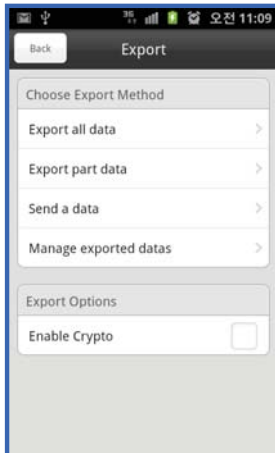 3G 오전 11:09
Back Export
Choose Export Method
Export all data
Export part data
Send a data
Manage exported datas
Export Options
Enable Crypto